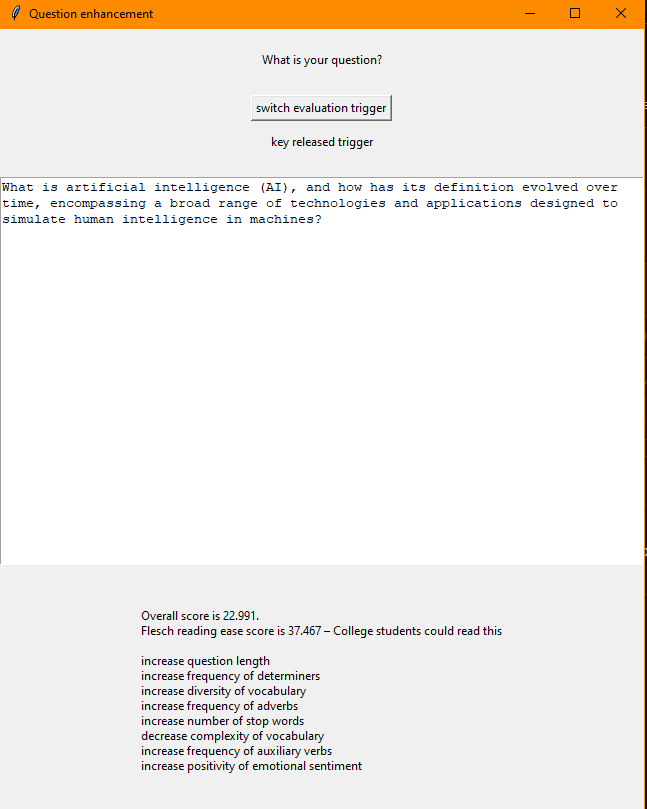 Question enhancement
What is your question?
switch evaluation trigger
key released trigger
What is artificial intelligence (AI), and how has its definition evolved over
time, encompassing a broad range of technologies and applications designed to
simulate human intelligence in machines?
Overall score is 22.991.
Flesch reading ease score is 37.467 – College students could read this
increase question length
increase frequency of determiners
increase diversity of vocabulary
increase frequency of adverbs
increase number of stop words
decrease complexity of vocabulary
increase frequency of auxiliary verbs
increase positivity of emotional sentiment